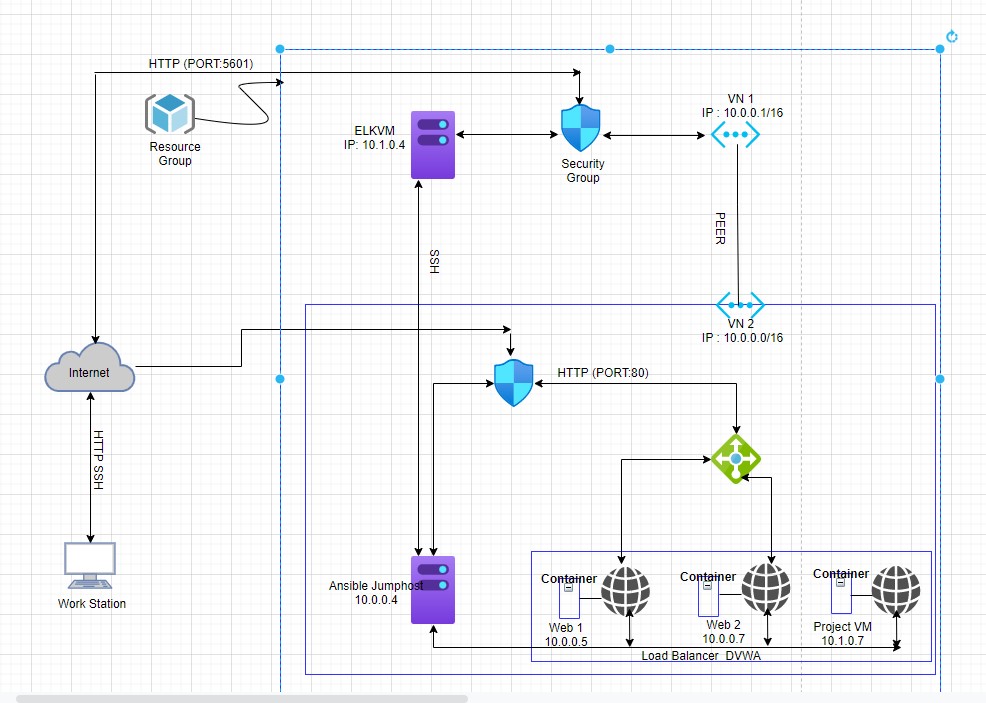 HTTP (PORT:5601)
Resource
Group
ELKVM
IP: 10.1.0.4
Security
Group
VN 1
IP : 10.0.0.1/16
PEER
SSH
VN 2
IP : 10.0.0.0/16
Internet
HTTP (PORT:80)
HTTP SSH
Work Station
Ansible Jumphost
10.0.0.4
Container
Web 1
10.0.0.5
Container
Web 2
10.0.0.7
Container
Project VM
10.1.0.7
Load Balancer DVWA